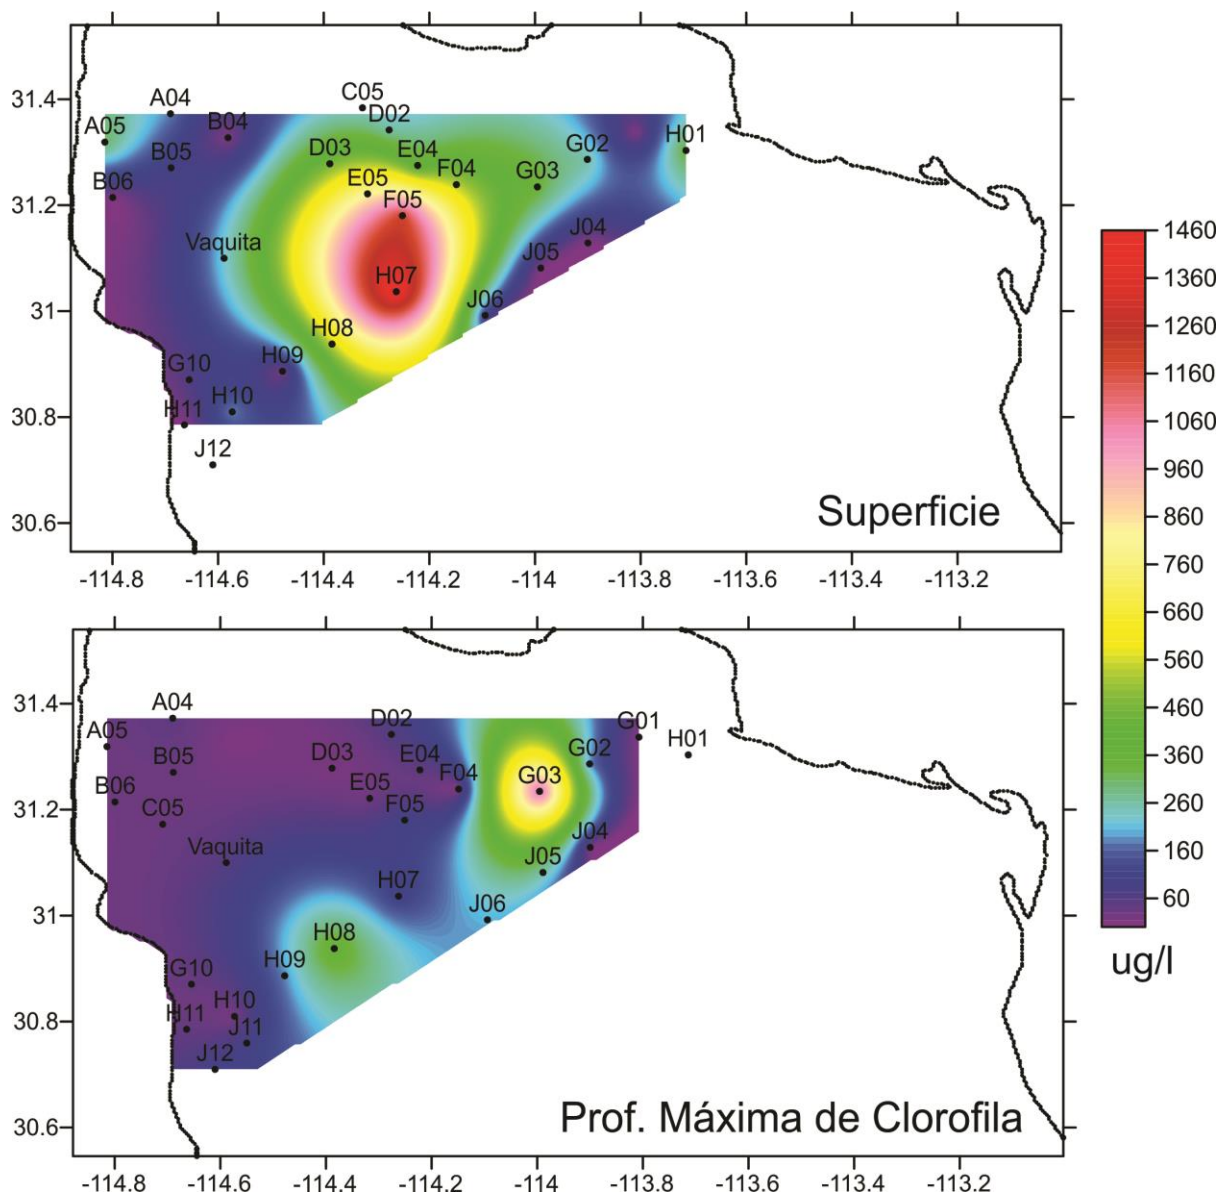 31.4
31.2
31
30.8
30.6
C05
A04
D02
B04
A05
H01
G02
B05
D03
E04
F04
G03
B06
E05
F05
J04
Vaquita
J05
H07
J06
H08
H09
G10
H10
H11
J12
Superficie
-114.8
-114.6
-114.4
-114.2
-114
-113.8
-113.6
-113.4
-113.2
1460
1360
1260
1160
1060
960
860
760
660
560
460
360
260
160
60
ug/l
31.4
31.2
31
30.8
30.6
A04
D02
G01
A05
H01
B05
D03
E04
G02
F04
G03
B06
E05
C05
F05
J04
Vaquita
J05
H07
J06
H08
H09
G10
H10
H11
J11
J12
Prof. Máxima de Clorofila
-114.8
-114.6
-114.4
-114.2
-114
-113.8
-113.6
-113.4
-113.2